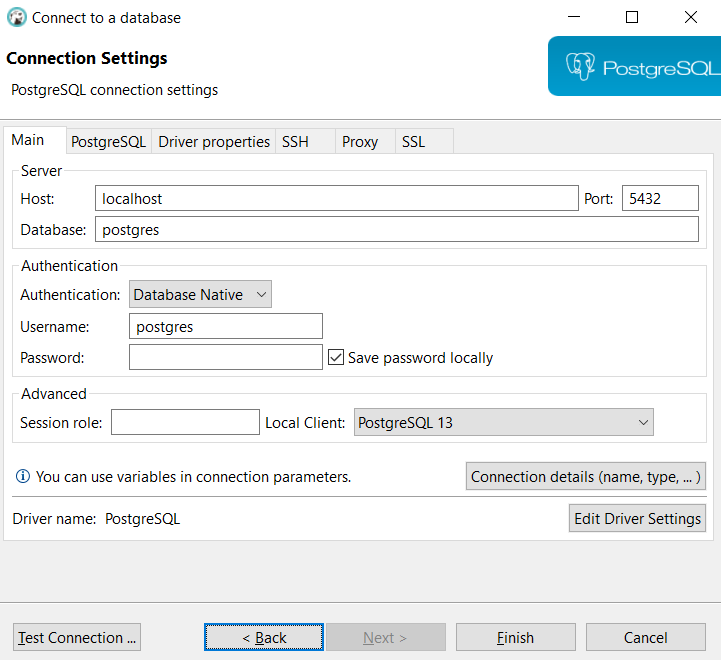 Connect to a database
Connection Settings
PostgreSQL connection settings
PostgreSQL
Main PostgreSQL Driver properties SSH Proxy SSL
Server
Host: localhost Port: 5432
Database: postgres
Authentication
Authentication: Database Native
Username: postgres
Password: Save password locally
Advanced
Session role: Local Client: PostgreSQL 13
You can use variables in connection parameters. Connection details (name, type, ... )
Driver name: PostgreSQL Edit Driver Settings
Test Connection ... < Back Next > Finish Cancel